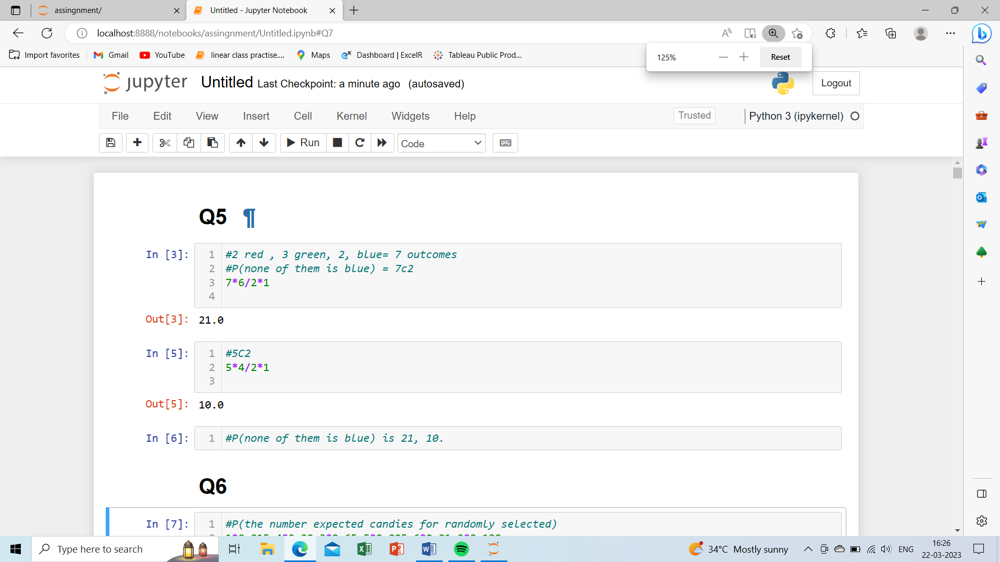 assingnment/
Untitled - Jupyter Notebook
localhost:8888/notebooks/assingnment/Untitled.ipynb#Q7
Import favorites Gmail YouTube linear class practise.... Maps Dashboard | ExcelR Tableau Public Prod...
125% Reset
jupyter Untitled Last Checkpoint: a minute ago (autosaved) Logout
File Edit View Insert Cell Kernel Widgets Help Trusted Python 3 (ipykernel)
Run Code
Q5 ¶
In [3]: 1 #2 red , 3 green, 2, blue= 7 outcomes
2 #P(none of them is blue) = 7c2
3 7*6/2*1
4
Out[3]: 21.0
In [5]: 1 #5C2
2 5*4/2*1
3
Out[5]: 10.0
In [6]: 1 #P(none of them is blue) is 21, 10.
Q6
In [7]: 1 #P(the number expected candies for randomly selected)
Type here to search
34°C Mostly sunny
ENG
16:26
22-03-2023